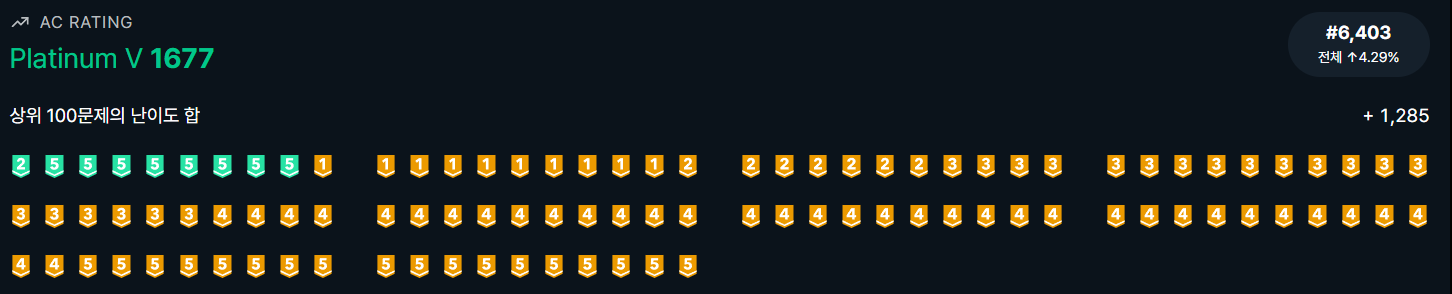 AC RATING
Platinum V 1677
#6,403
전체 ↑4.29%
상위 100문제의 난이도 합
+ 1,285
2 5 5 5 5 5 5 5 5 1 1 1 1 1 1 1 1 1 1 2 2 2 2 2 2 2 3 3 3 3 3 3 3 3 3 3 3 3 3 3
3 3 3 3 3 3 4 4 4 4 4 4 4 4 4 4 4 4 4 4 4 4 4 4 4 4 4 4 4 4 4 4 4 4 4 4 4 4 4 4
4 4 5 5 5 5 5 5 5 5 5 5 5 5 5 5 5 5 5 5